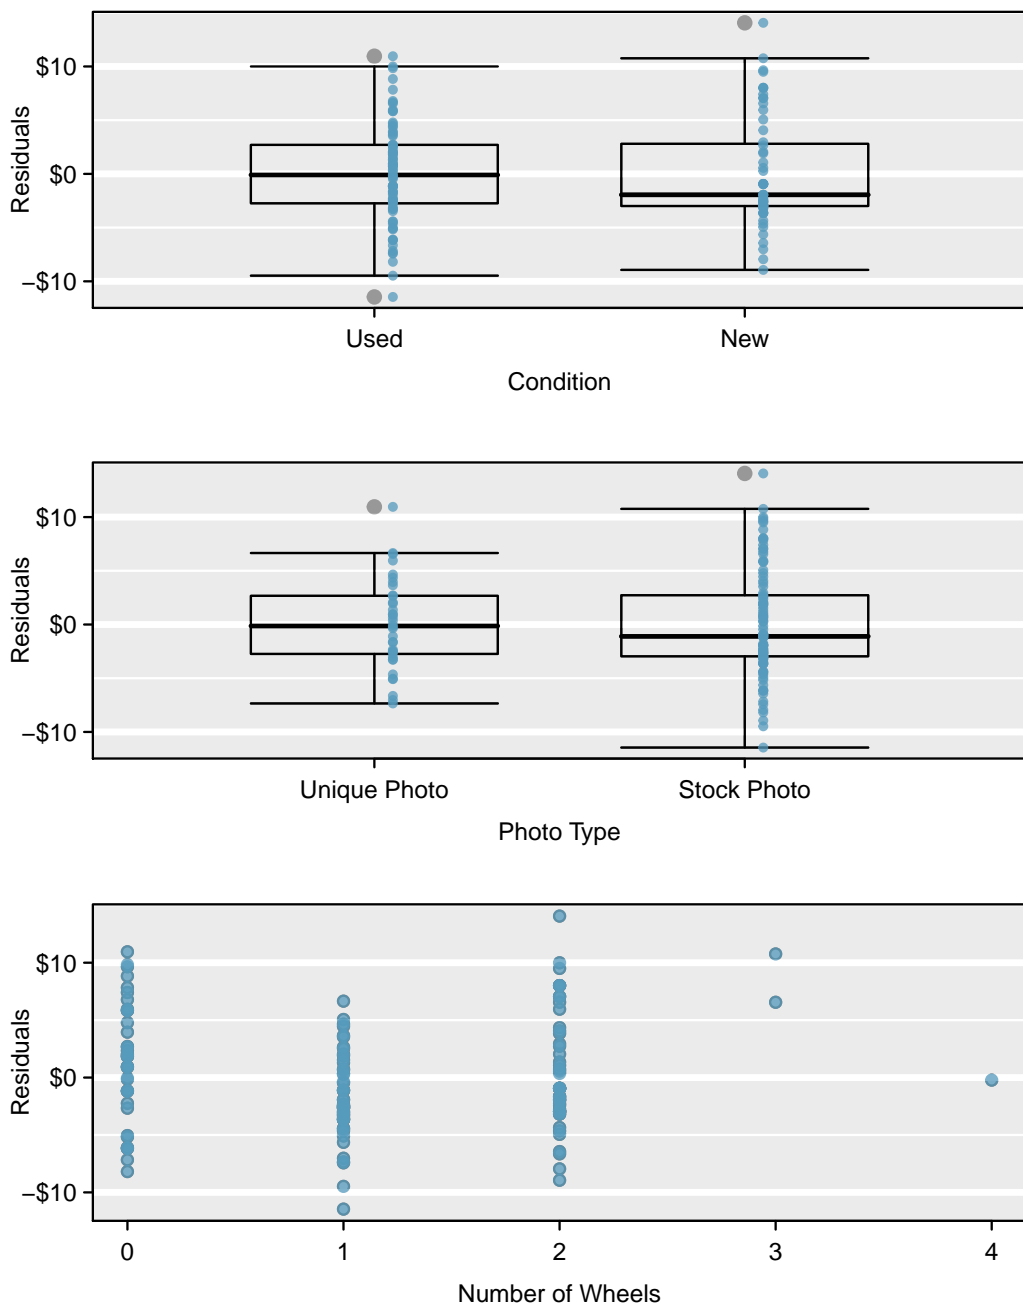 $10
$0
−$10
Residuals
Used New
Condition
$10
$0
−$10
Residuals
Unique Photo Stock Photo
Photo Type
$10
$0
−$10
Residuals
0 1 2 3 4
Number of Wheels